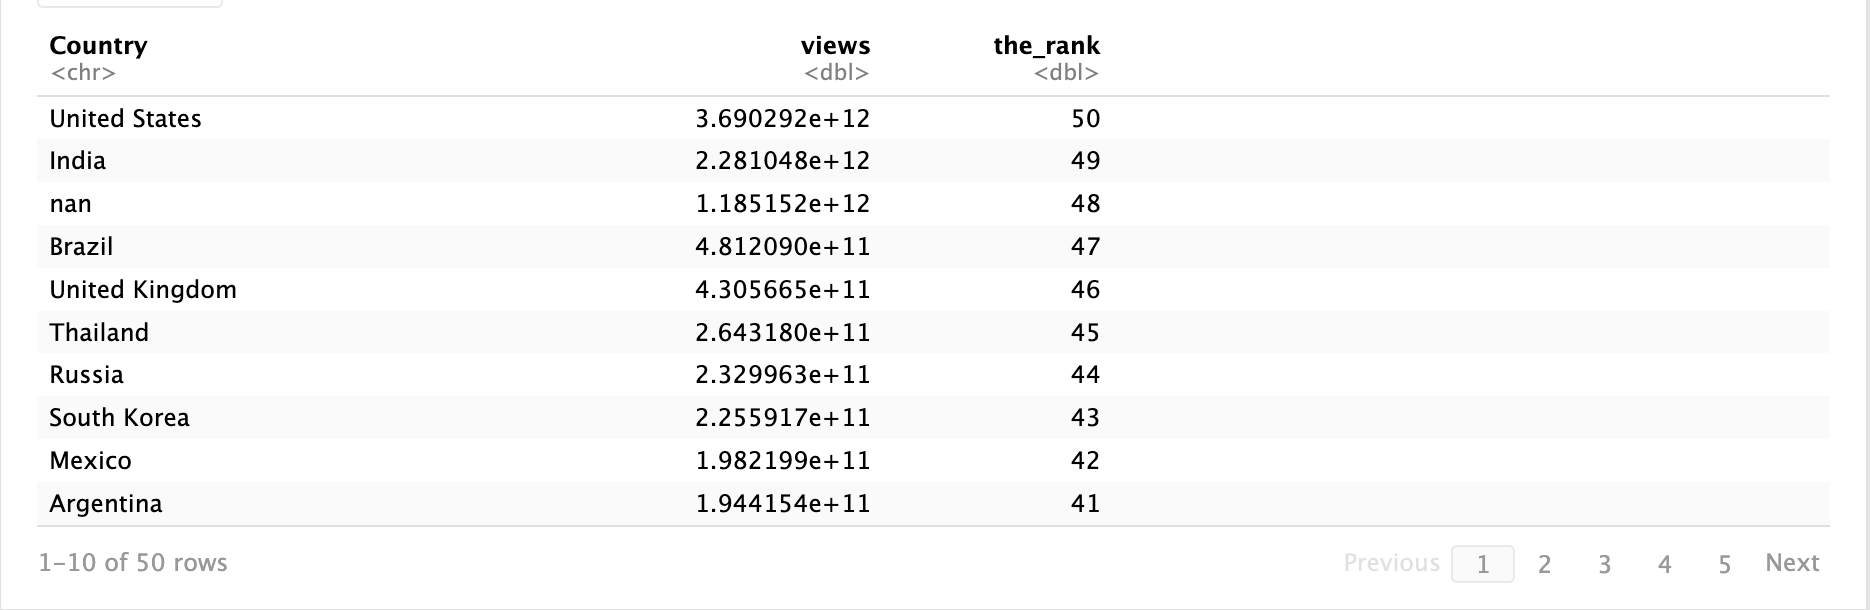 Country views the_rank
<chr> <dbl> <dbl>
United States 3.690292e+12 50
India 2.281048e+12 49
nan 1.185152e+12 48
Brazil 4.812090e+11 47
United Kingdom 4.305665e+11 46
Thailand 2.643180e+11 45
Russia 2.329963e+11 44
South Korea 2.255917e+11 43
Mexico 1.982199e+11 42
Argentina 1.944154e+11 41
1-10 of 50 rows Previous 1 2 3 4 5 Next